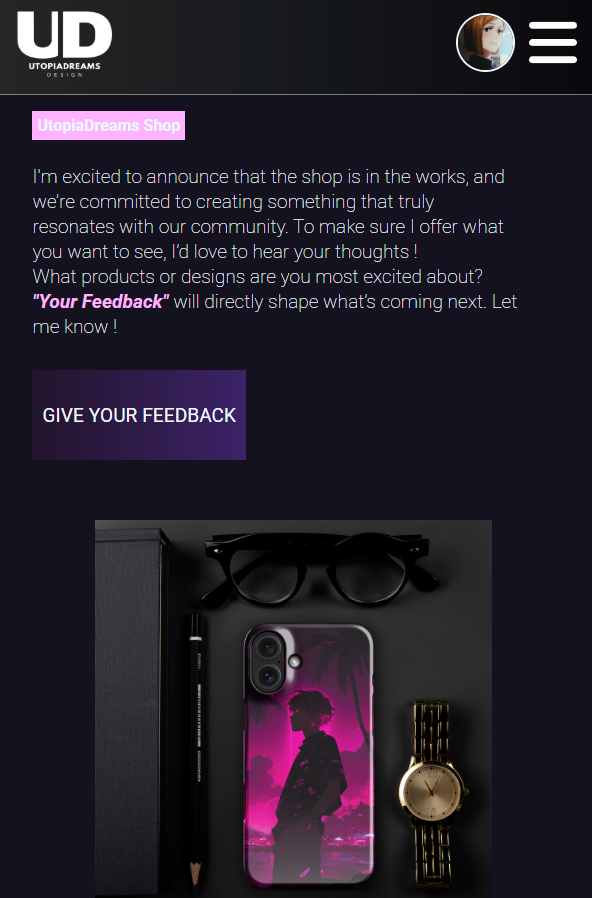 UD
UTOPIADREAMS
DESIGN
UtopiaDreams Shop
I'm excited to announce that the shop is in the works, and
we’re committed to creating something that truly
resonates with our community. To make sure I offer what
you want to see, I’d love to hear your thoughts !
What products or designs are you most excited about?
"Your Feedback" will directly shape what’s coming next. Let
me know !
GIVE YOUR FEEDBACK